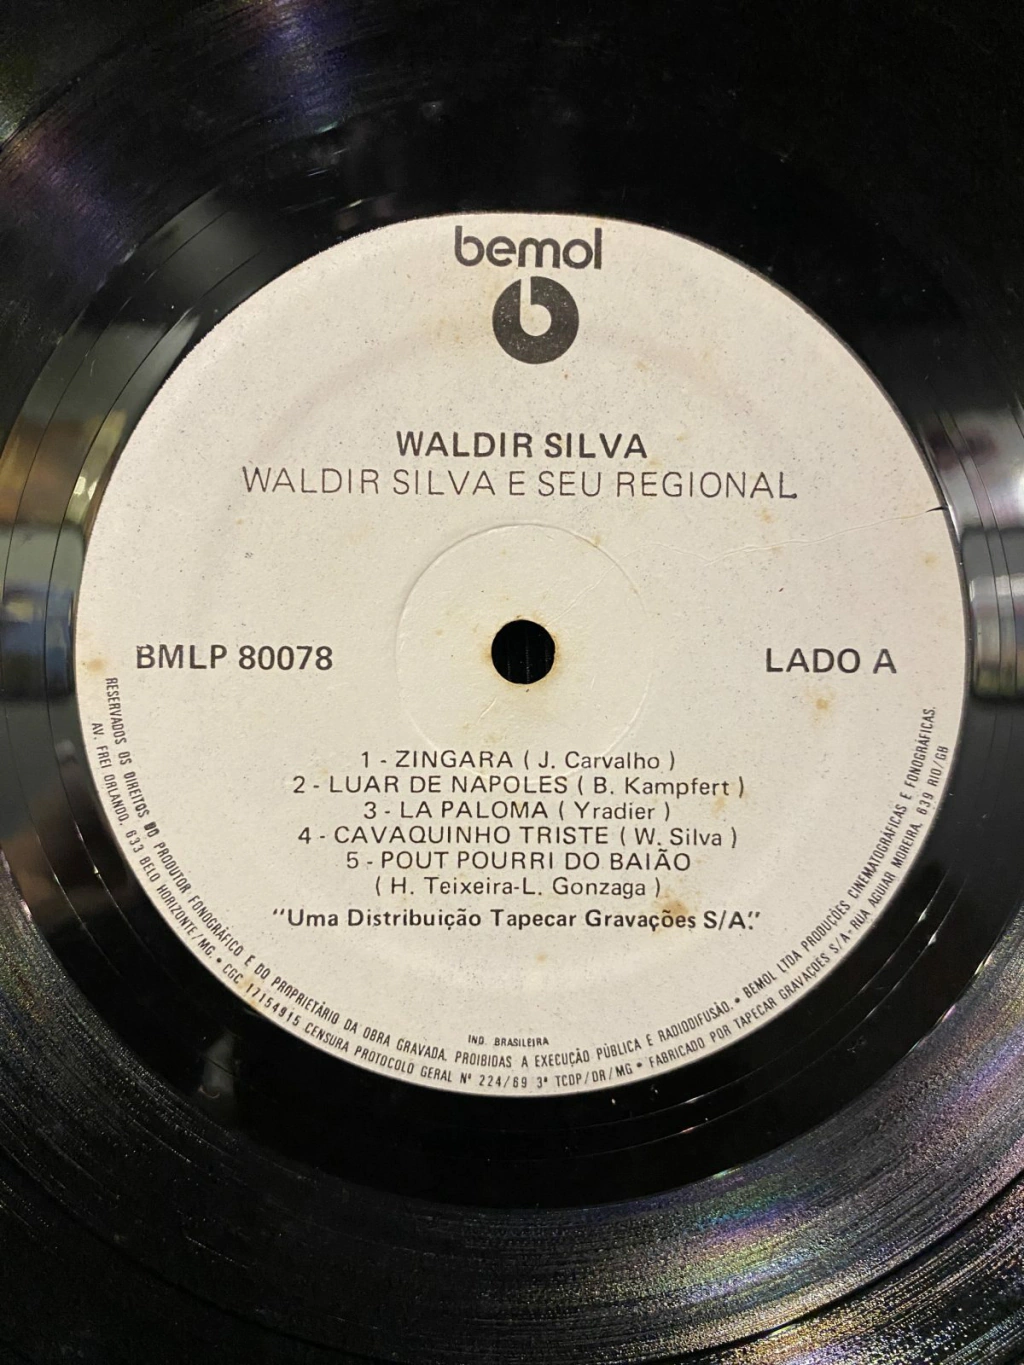 bemol
b
WALDIR SILVA
WALDIR SILVA E SEU REGIONAL
BMLP 80078
LADO A
1 - ZINGARA ( J. Carvalho )
2 - LUAR DE NAPOLES ( B. Kampfert )
3 - LA PALOMA ( Yradier )
4 - CAVAQUINHO TRISTE ( W. Silva )
5 - POUT POURRI DO BAIÃO
( H. Teixeira-L. Gonzaga )
"Uma Distribuição Tapecar Gravações S/A."
IND. BRASILEIRA
RESERVADOS OS DIREITOS DO PRODUTOR FONOGRÁFICO E DO PROPRIETÁRIO DA OBRA GRAVADA. PROIBIDAS A EXECUÇÃO PÚBLICA E RADIODIFUSÃO. • BEMOL LTDA PRODUÇÕES CINEMATOGRÁFICAS E FONOGRÁFICAS.
AV. FREI ORLANDO, 633 BELO HORIZONTE/MG. • CGC 17154915 CENSURA PROTOCOLO GERAL Nº 224/69 3ª TCDP/DR/MG • FABRICADO POR TAPECAR GRAVAÇÕES S/A - RUA AGUIAR MOREIRA, 639 RIO/GB